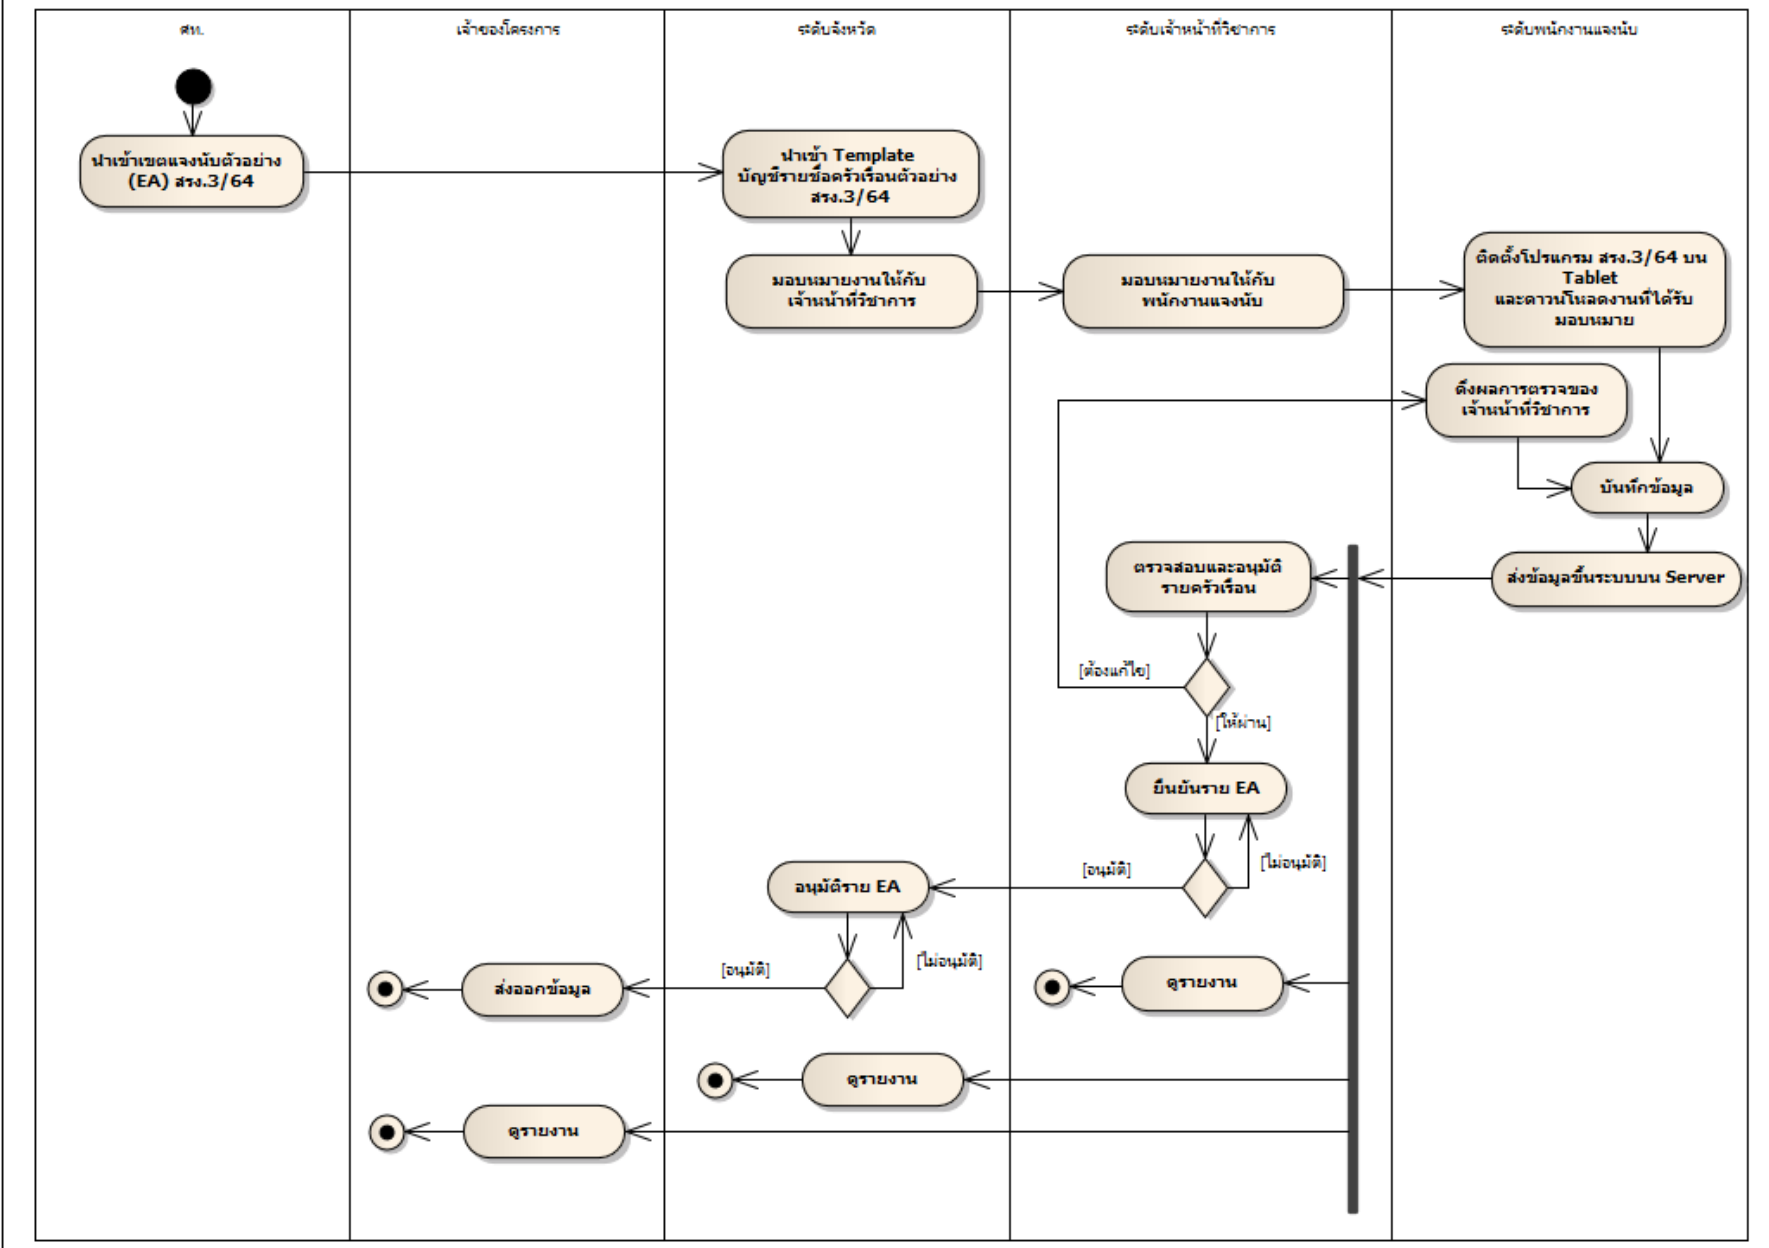 ศท.
เจ้าของโครงการ
ระดับจังหวัด
ระดับเจ้าหน้าที่วิชาการ
ระดับพนักงานแจงนับ
นำเข้าเขตแจงนับตัวอย่าง
(EA) สรง.3/64
นำเข้า Template
บัญชีรายชื่อครัวเรือนตัวอย่าง
สรง.3/64
มอบหมายงานให้กับ
เจ้าหน้าที่วิชาการ
มอบหมายงานให้กับ
พนักงานแจงนับ
ติดตั้งโปรแกรม สรง.3/64 บน
Tablet
และดาวน์โหลดงานที่ได้รับ
มอบหมาย
ดึงผลการตรวจของ
เจ้าหน้าที่วิชาการ
บันทึกข้อมูล
ส่งข้อมูลขึ้นระบบบน Server
ตรวจสอบและอนุมัติ
รายครัวเรือน
[ต้องแก้ไข]
[ให้ผ่าน]
ยืนยันราย EA
[อนุมัติ]
[ไม่อนุมัติ]
อนุมัติราย EA
[อนุมัติ]
[ไม่อนุมัติ]
ส่งออกข้อมูล
ดูรายงาน
ดูรายงาน
ดูรายงาน